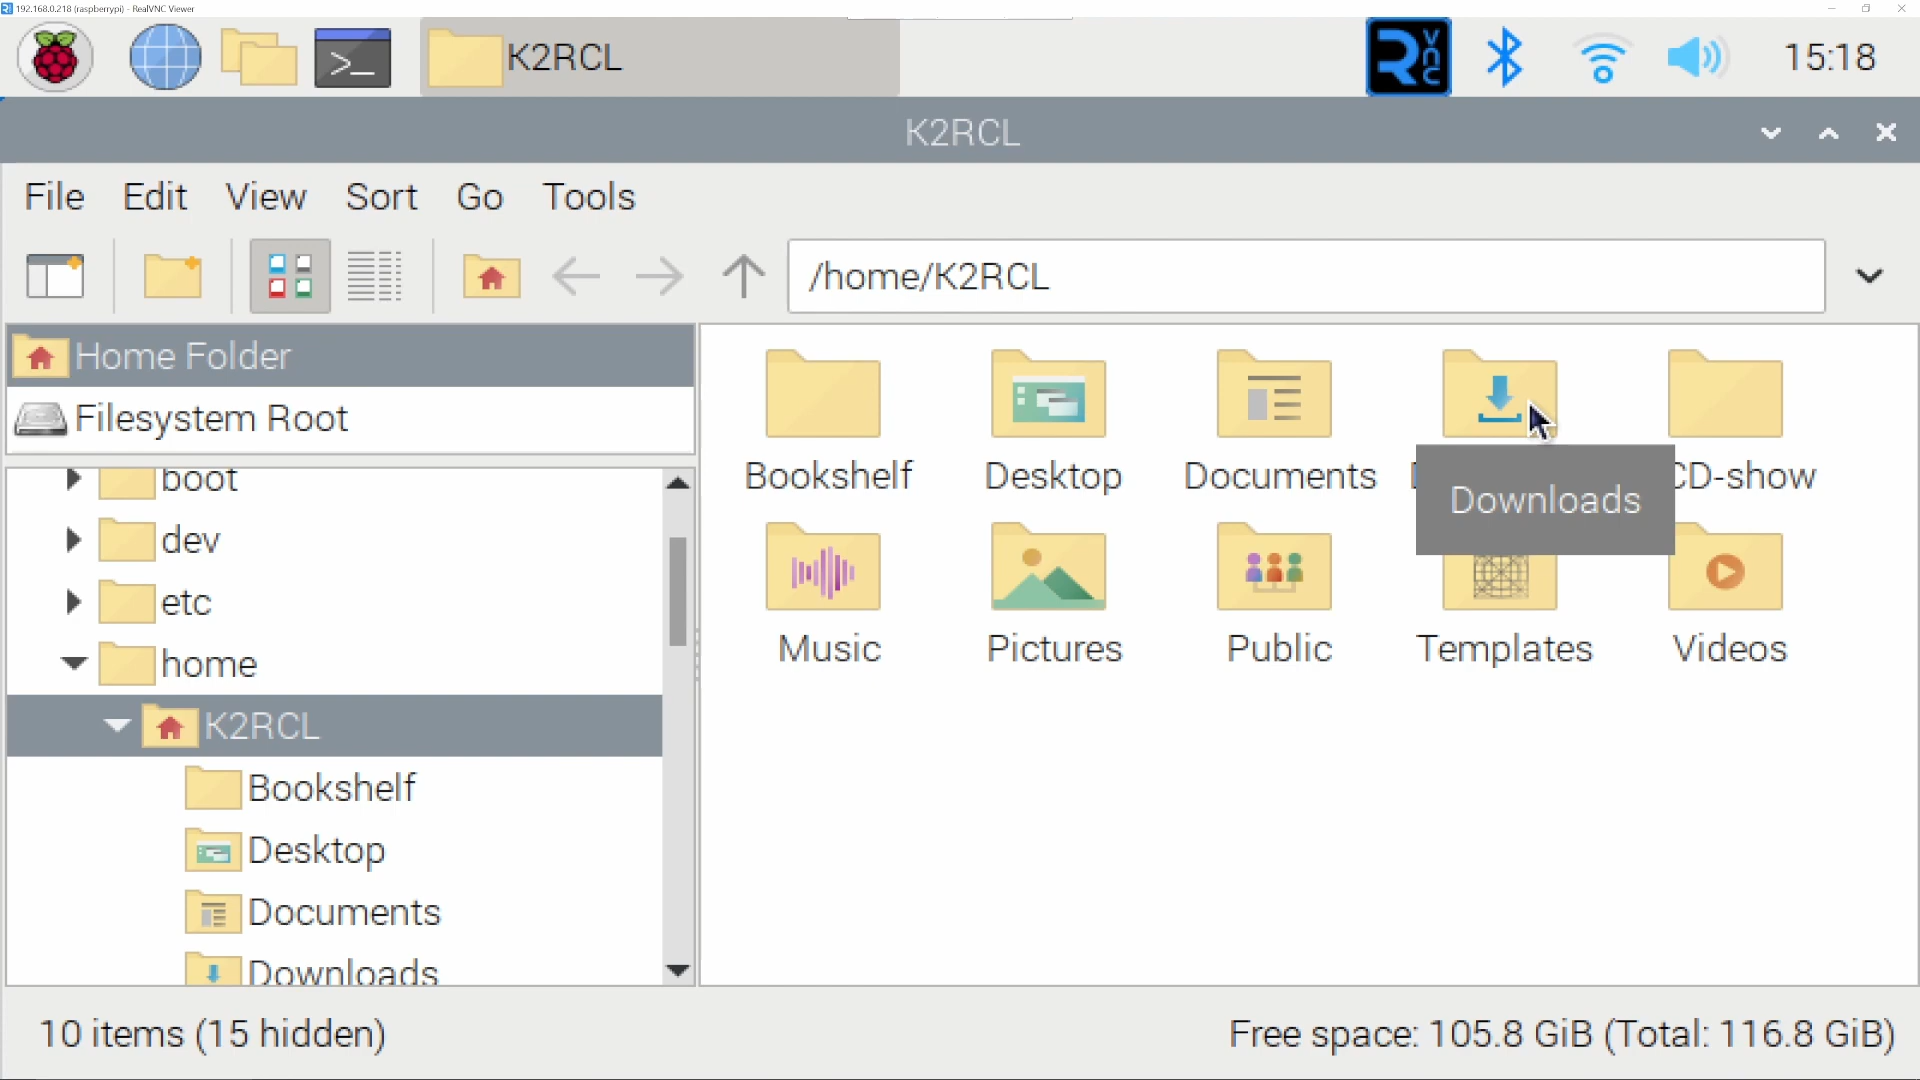 192.168.0.218 (raspberrypi) - RealVNC Viewer
>_
K2RCL
VNC
15:18
K2RCL
File Edit View Sort Go Tools
/home/K2RCL
Home Folder
Filesystem Root
boot
dev
etc
home
K2RCL
Bookshelf
Desktop
Documents
Downloads
Bookshelf Desktop Documents CD-show
Downloads
Music Pictures Public Templates Videos
10 items (15 hidden)
Free space: 105.8 GiB (Total: 116.8 GiB)